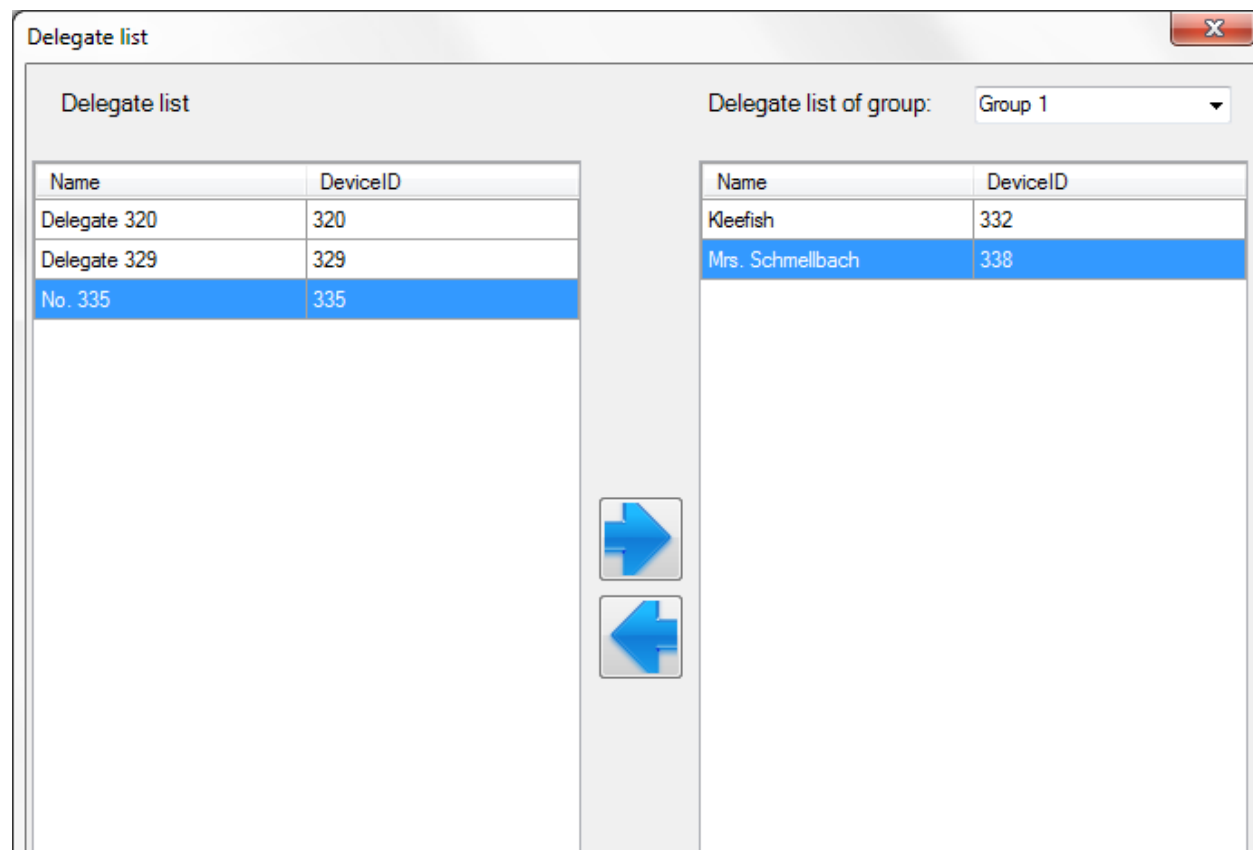 Delegate list
Delegate list
Delegate list of group: Group 1
Name DeviceID
Delegate 320 320
Delegate 329 329
No. 335 335
Name DeviceID
Kleefish 332
Mrs. Schmellbach 338